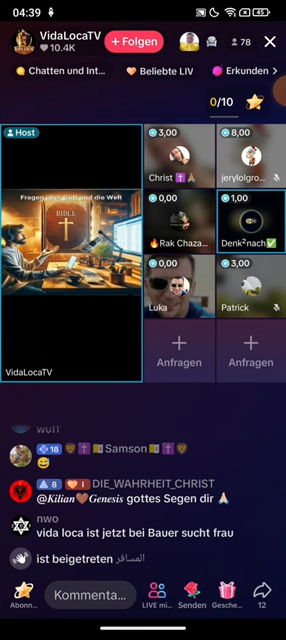 04:39
45
VidaLocaTV
10.4K
+ Folgen
78
Chatten und Int...
Beliebte LIV
Erkunden
0/10
Host
Fragen über Gott und die Welt
BIBLE
VidaLocaTV
3,00
Christ
8,00
jerylolgro...
0,00
Rak Chaza...
1,00
Denk²nach
0,00
Luka
3,00
Patrick
+
Anfragen
+
Anfragen
wuff
18 Samson
8 1 DIE_WAHRHEIT_CHRIST
@𝑲𝒊𝒍𝒊𝒂𝒏🤎𝑮𝒆𝒏𝒆𝒔𝒊𝒔 gottes Segen dir 🙏🏻
nwo
vida loca ist jetzt bei Bauer sucht frau
ist beigetreten المسافر
Kommenta...
Abonn...
LIVE mi...
Senden
Gesche...
12